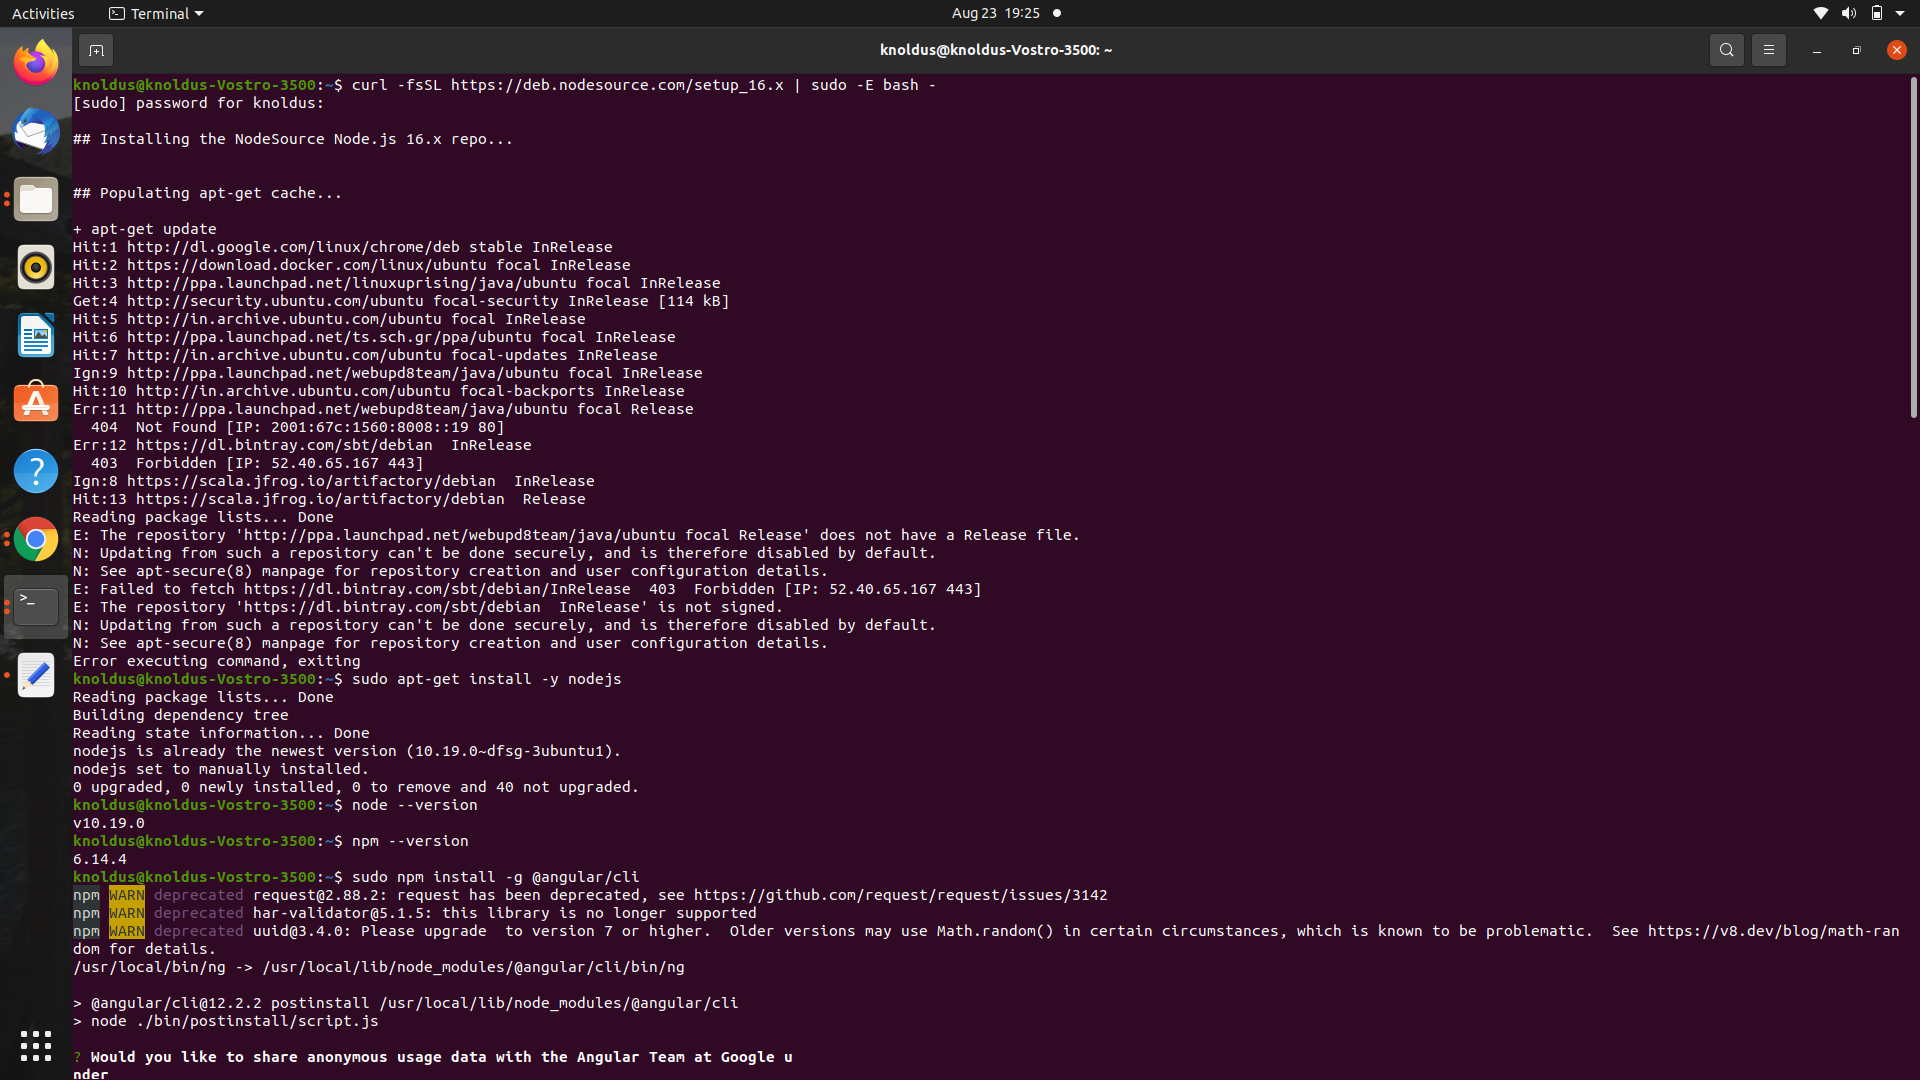 Activities
Terminal
Aug 23 19:25
knoldus@knoldus-Vostro-3500: ~
knoldus@knoldus-Vostro-3500:~$ curl -fsSL https://deb.nodesource.com/setup_16.x | sudo -E bash -
[sudo] password for knoldus:
## Installing the NodeSource Node.js 16.x repo...
## Populating apt-get cache...
+ apt-get update
Hit:1 http://dl.google.com/linux/chrome/deb stable InRelease
Hit:2 https://download.docker.com/linux/ubuntu focal InRelease
Hit:3 http://ppa.launchpad.net/linuxuprising/java/ubuntu focal InRelease
Get:4 http://security.ubuntu.com/ubuntu focal-security InRelease [114 kB]
Hit:5 http://in.archive.ubuntu.com/ubuntu focal InRelease
Hit:6 http://ppa.launchpad.net/ts.sch.gr/ppa/ubuntu focal InRelease
Hit:7 http://in.archive.ubuntu.com/ubuntu focal-updates InRelease
Ign:9 http://ppa.launchpad.net/webupd8team/java/ubuntu focal InRelease
Hit:10 http://in.archive.ubuntu.com/ubuntu focal-backports InRelease
Err:11 http://ppa.launchpad.net/webupd8team/java/ubuntu focal Release
  404  Not Found [IP: 2001:67c:1560:8008::19 80]
Err:12 https://dl.bintray.com/sbt/debian  InRelease
  403  Forbidden [IP: 52.40.65.167 443]
Ign:8 https://scala.jfrog.io/artifactory/debian  InRelease
Hit:13 https://scala.jfrog.io/artifactory/debian  Release
Reading package lists... Done
E: The repository 'http://ppa.launchpad.net/webupd8team/java/ubuntu focal Release' does not have a Release file.
N: Updating from such a repository can't be done securely, and is therefore disabled by default.
N: See apt-secure(8) manpage for repository creation and user configuration details.
E: Failed to fetch https://dl.bintray.com/sbt/debian/InRelease  403  Forbidden [IP: 52.40.65.167 443]
E: The repository 'https://dl.bintray.com/sbt/debian  InRelease' is not signed.
N: Updating from such a repository can't be done securely, and is therefore disabled by default.
N: See apt-secure(8) manpage for repository creation and user configuration details.
Error executing command, exiting
knoldus@knoldus-Vostro-3500:~$ sudo apt-get install -y nodejs
Reading package lists... Done
Building dependency tree
Reading state information... Done
nodejs is already the newest version (10.19.0~dfsg-3ubuntu1).
nodejs set to manually installed.
0 upgraded, 0 newly installed, 0 to remove and 40 not upgraded.
knoldus@knoldus-Vostro-3500:~$ node --version
v10.19.0
knoldus@knoldus-Vostro-3500:~$ npm --version
6.14.4
knoldus@knoldus-Vostro-3500:~$ sudo npm install -g @angular/cli
npm WARN deprecated request@2.88.2: request has been deprecated, see https://github.com/request/request/issues/3142
npm WARN deprecated har-validator@5.1.5: this library is no longer supported
npm WARN deprecated uuid@3.4.0: Please upgrade  to version 7 or higher.  Older versions may use Math.random() in certain circumstances, which is known to be problematic.  See https://v8.dev/blog/math-ran
dom for details.
/usr/local/bin/ng -> /usr/local/lib/node_modules/@angular/cli/bin/ng
> @angular/cli@12.2.2 postinstall /usr/local/lib/node_modules/@angular/cli
> node ./bin/postinstall/script.js
? Would you like to share anonymous usage data with the Angular Team at Google u
nder